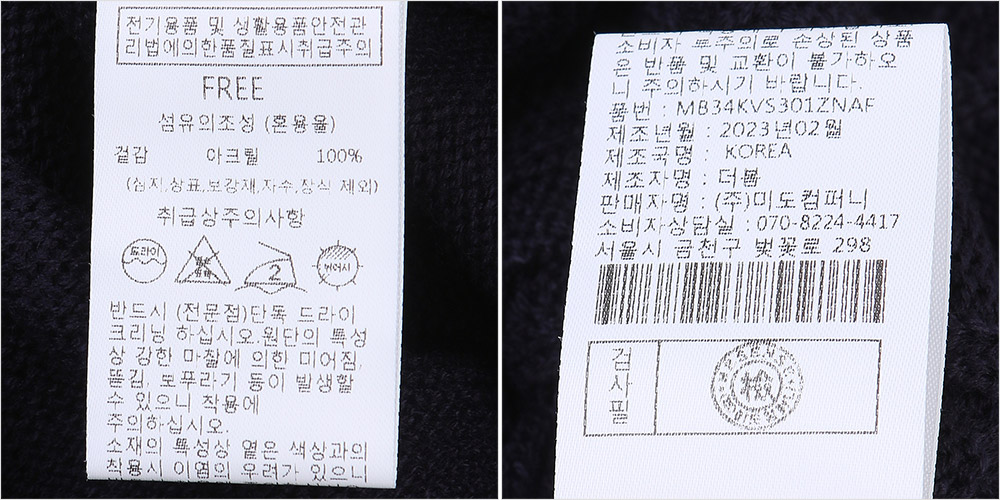 전기용품 및 생활용품안전관
리법에의한품질표시취급주의
FREE
섬유의조성 (혼용율)
겉감 아크릴 100%
(심지,상표,보강재,자수,장식 제외)
취급상주의사항
드라이
2
뉘어서
반드시 (전문점)단독 드라이
크리닝 하십시오.원단의 특성
상 강한 마찰에 의한 미어짐,
뜯김, 보푸라기 등이 발생할
수 있으니 착용에
주의하십시오.
소재의 특성상 옅은 색상과의
착용시 이염의 우려가 있으니
소비자 부주의로 손상된 상품
은 반품 및 교환이 불가하오
니 주의하시기 바랍니다.
품번 : MB34KVS301ZNAF
제조년월 : 2023년02월
제조국명 : KOREA
제조자명 : 더봄
판매자명 : (주)미도컴퍼니
소비자상담실 :070-8224-4417
서울시 금천구 벚꽃로 298
검
사
필